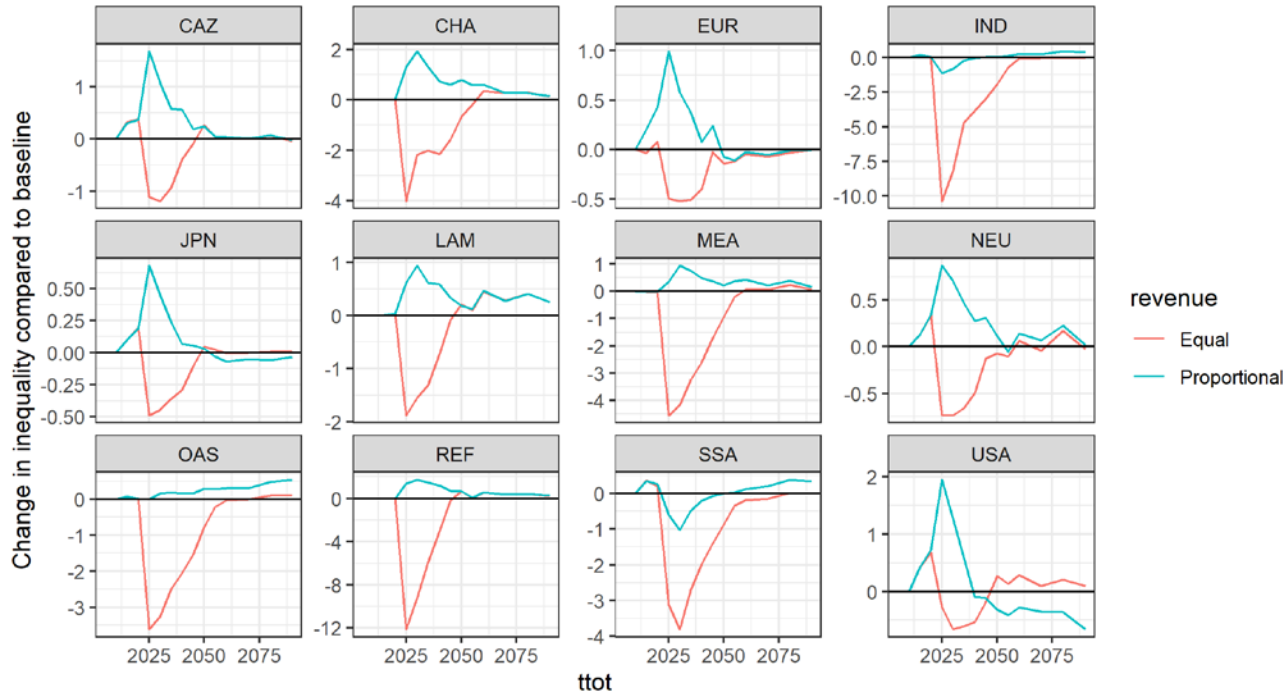 CAZ
CHA
EUR
IND
1
0
-1
2
0
-2
-4
1.0
0.5
0.0
-0.5
0.0
-2.5
-5.0
-7.5
-10.0
JPN
LAM
MEA
NEU
0.50
0.25
0.00
-0.25
-0.50
1
0
-1
-2
1
0
-1
-2
-3
-4
0.5
0.0
-0.5
OAS
REF
SSA
USA
0
-1
-2
-3
0
-4
-8
-12
0
-1
-2
-3
-4
2
1
0
2025 2050 2075
2025 2050 2075
2025 2050 2075
2025 2050 2075
ttot
Change in inequality compared to baseline
revenue
Equal
Proportional